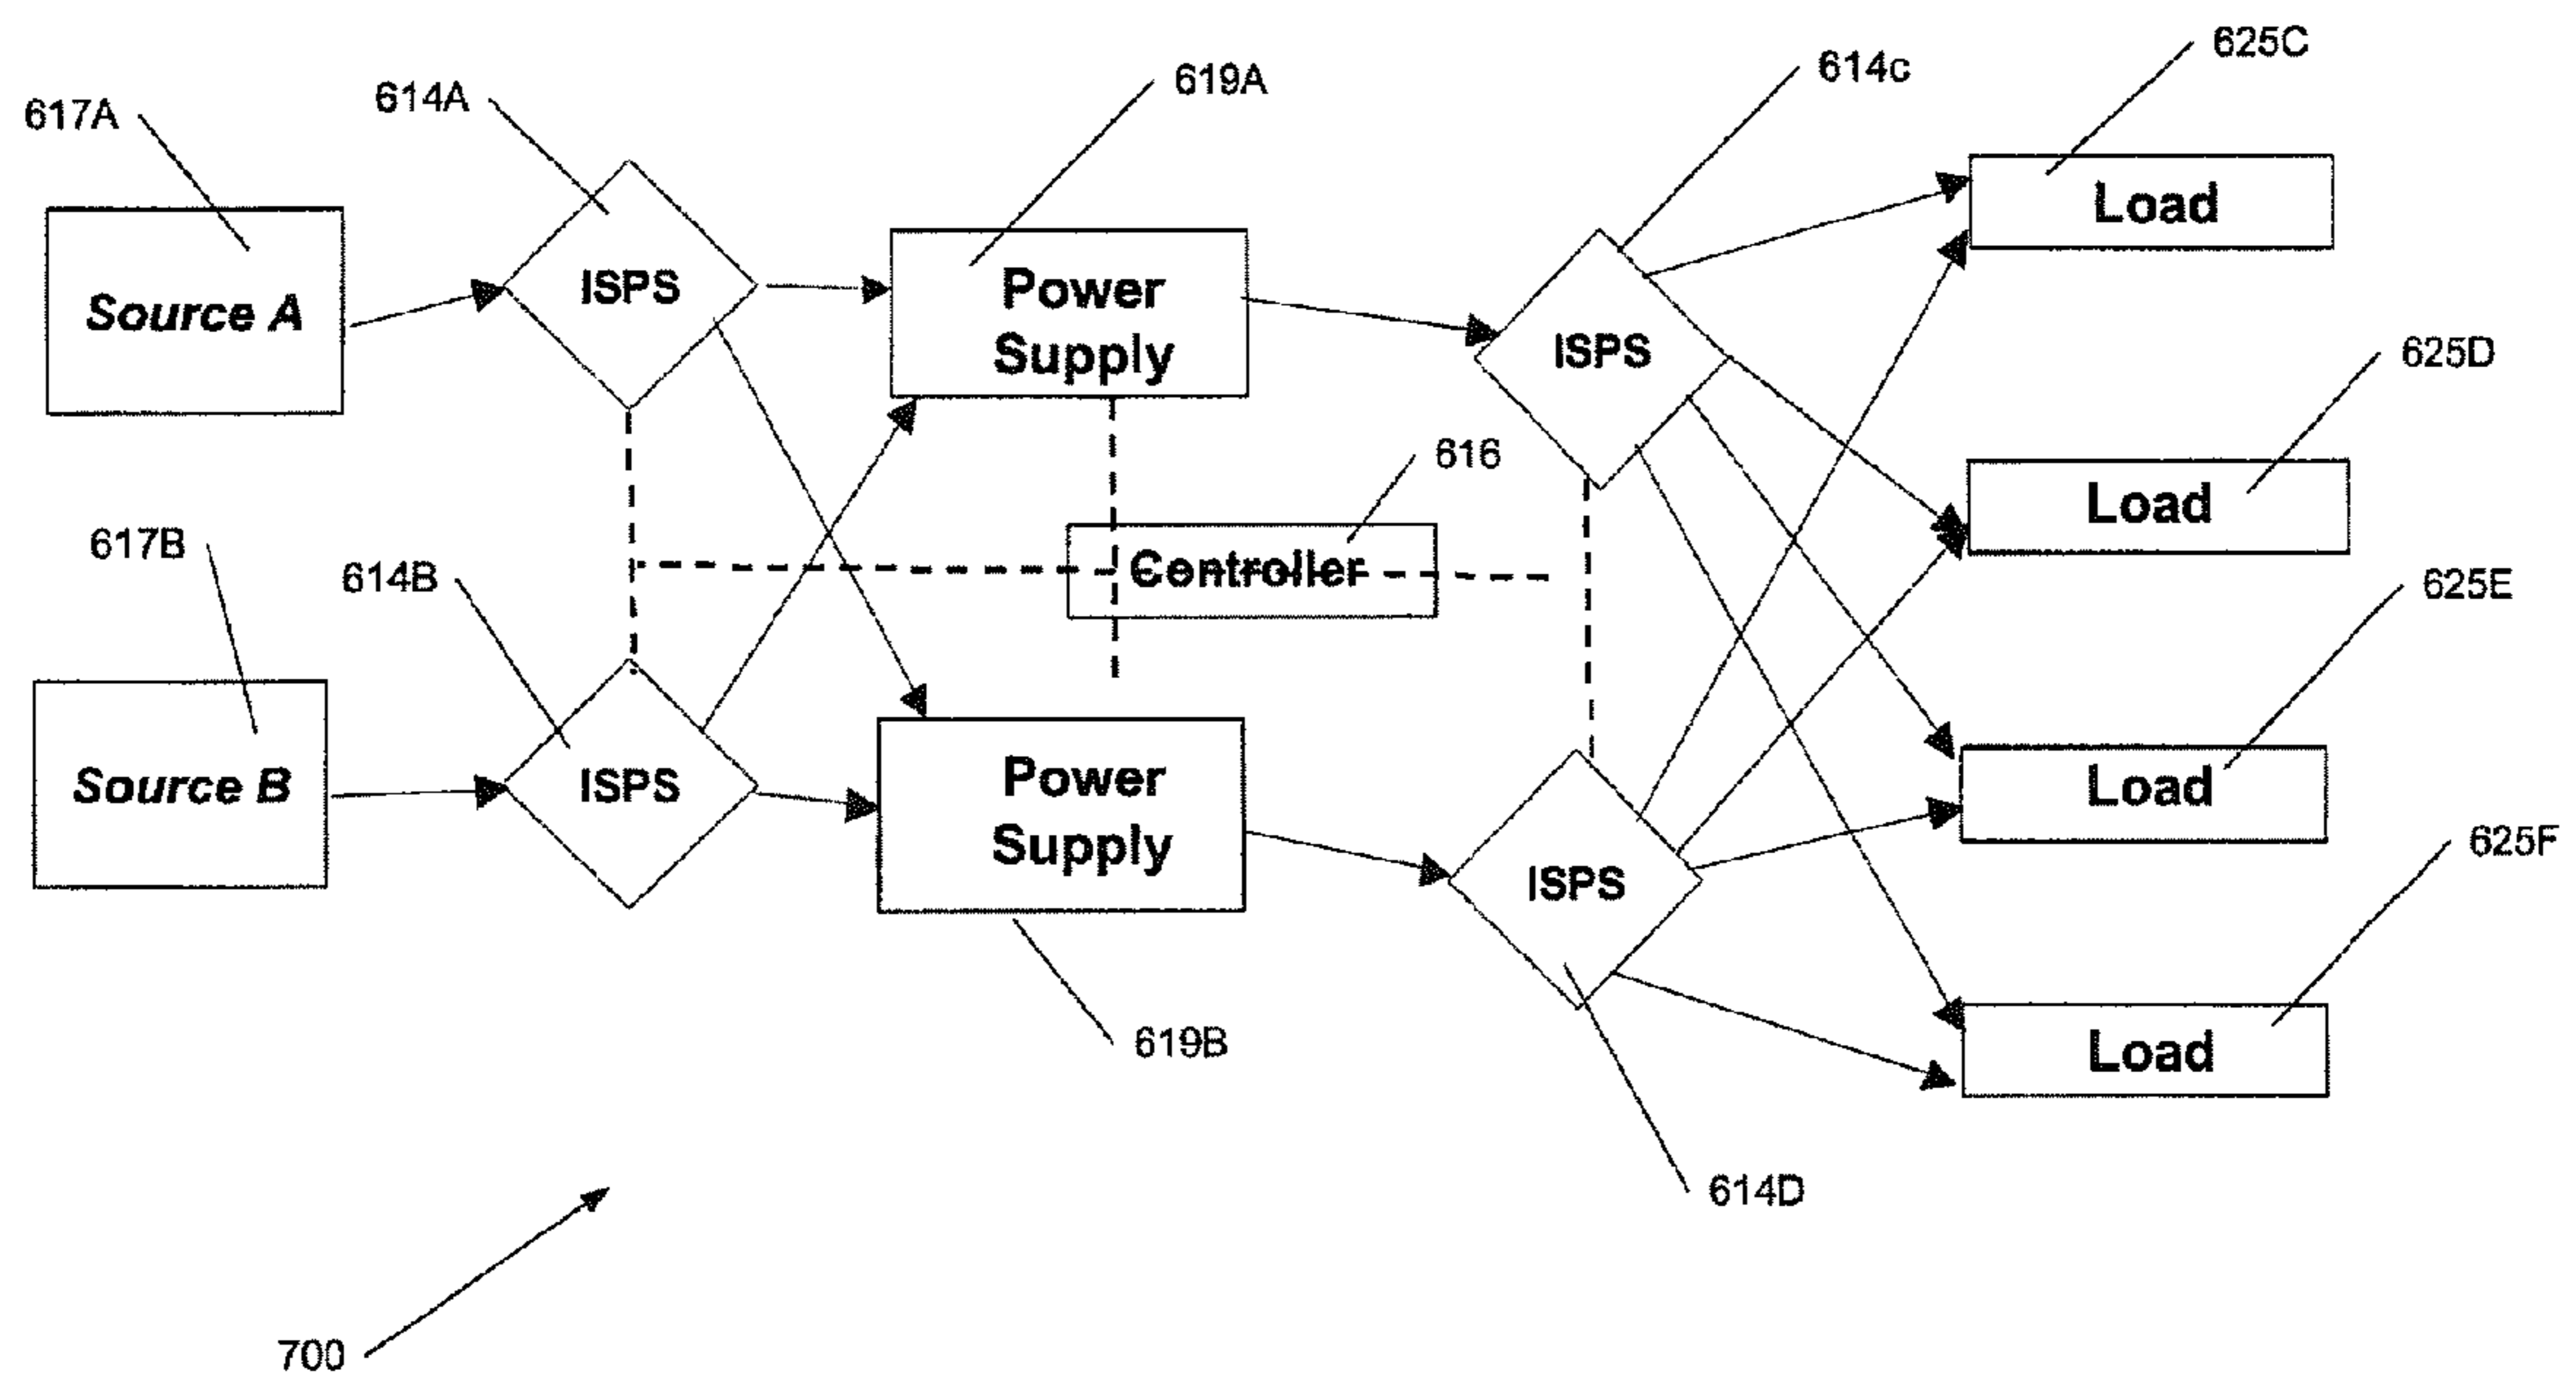 625C
614c
619A
614A
617A
Load
ISPS
Power
Supply
Source A
ISPS
625D
616
Load
617B
614B
Controller
625E
Source B
ISPS
Power
Supply
Load
625F
ISPS
619B
Load
614D
700